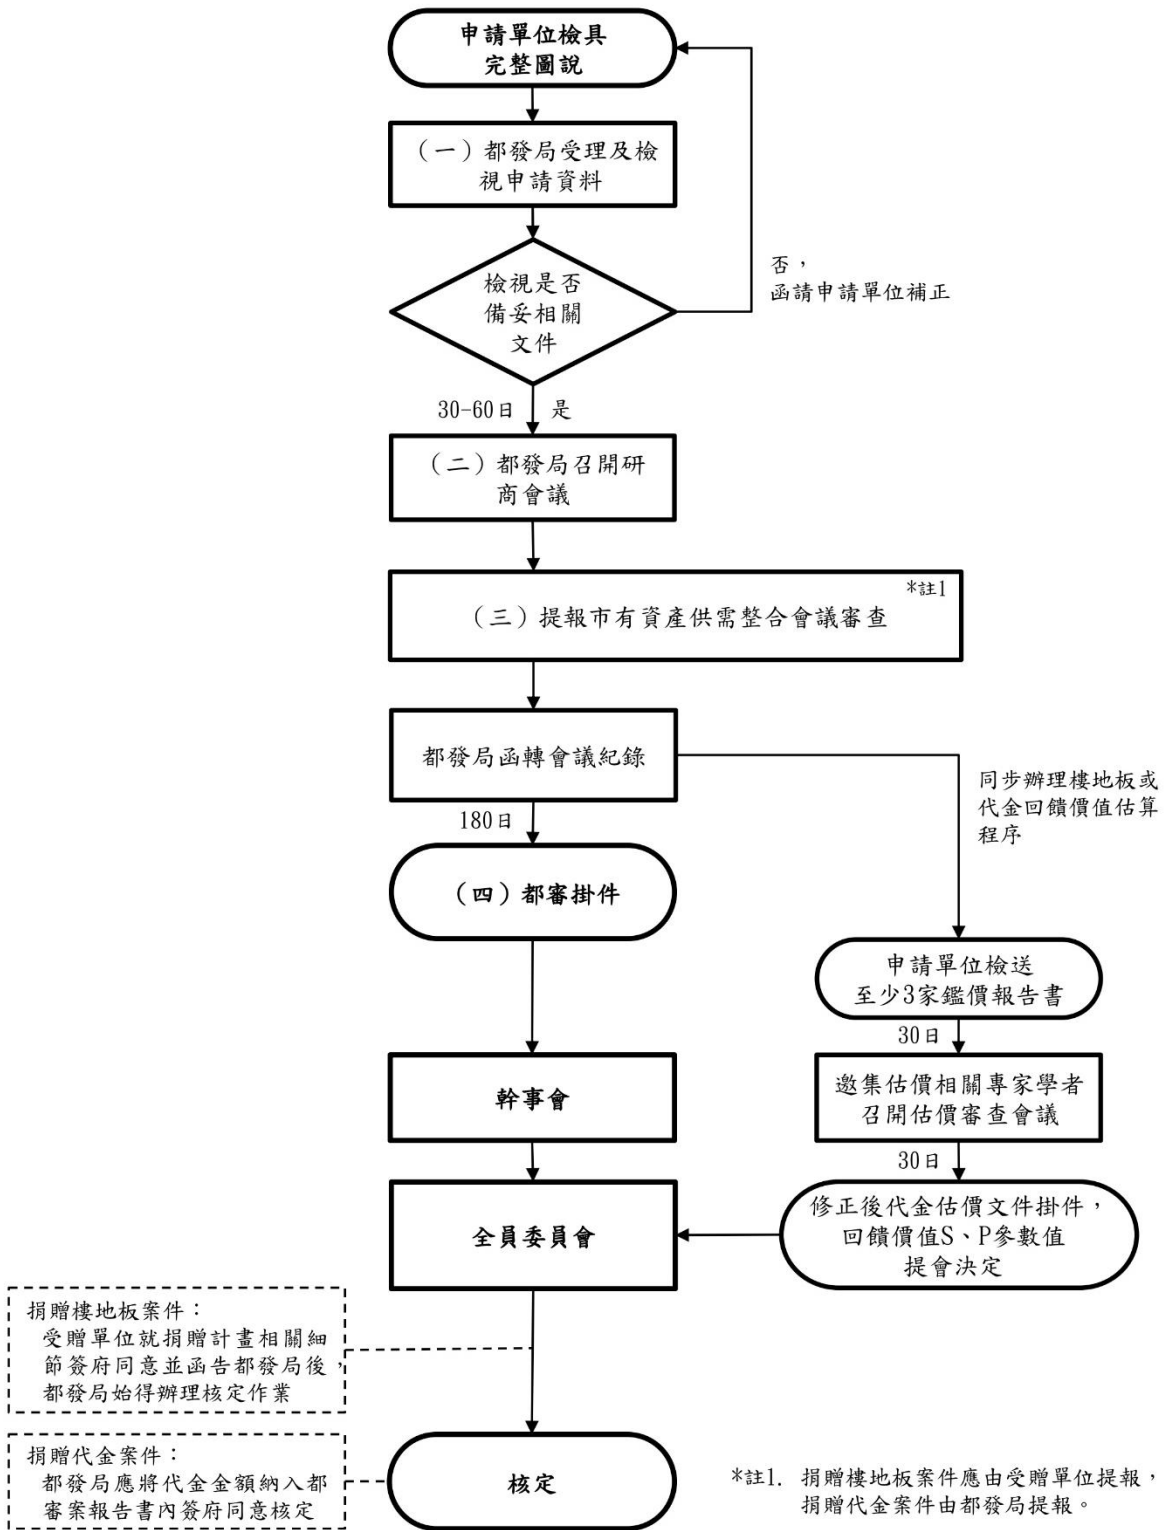 申請單位檢具
完整圖說
（一）都發局受理及檢
視申請資料
檢視是否
備妥相關
文件
否，
函請申請單位補正
30-60日
是
（二）都發局召開研
商會議
*註1
（三）提報市有資產供需整合會議審查
都發局函轉會議紀錄
同步辦理樓地板或
代金回饋價值估算
程序
180日
（四）都審掛件
申請單位檢送
至少3家鑑價報告書
30日
邀集估價相關專家學者
召開估價審查會議
30日
幹事會
修正後代金估價文件掛件，
回饋價值S、P參數值
提會決定
全員委員會
捐贈樓地板案件：
受贈單位就捐贈計畫相關細
節簽府同意並函告都發局後，
都發局始得辦理核定作業
捐贈代金案件：
都發局應將代金金額納入都
審案報告書內簽府同意核定
核定
*註1. 捐贈樓地板案件應由受贈單位提報，
捐贈代金案件由都發局提報。